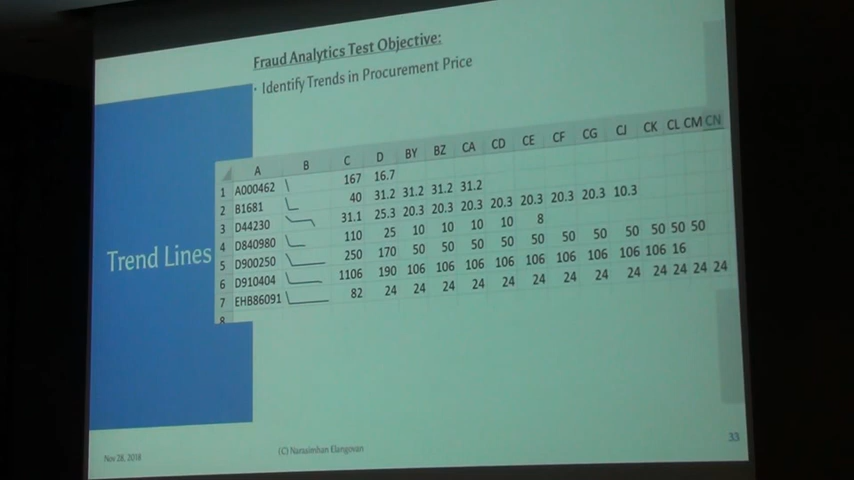 Fraud Analytics Test Objective:
• Identify Trends in Procurement Price
Trend Lines
A B C D BY BZ CA CD CE CF CG CJ CK CL CM CN
1 A000462 167 16.7
2 B1681 40 31.2 31.2 31.2 31.2
3 D44230 31.1 25.3 20.3 20.3 20.3 20.3 20.3 20.3 20.3 10.3
4 D840980 110 25 10 10 10 10 8
5 D900250 250 170 50 50 50 50 50 50 50 50 50 50 50
6 D910404 1106 190 106 106 106 106 106 106 106 106 106 16
7 EHB86091 82 24 24 24 24 24 24 24 24 24 24 24 24 24
8
Nov 28, 2018
(C) Narasimhan Elangovan
33